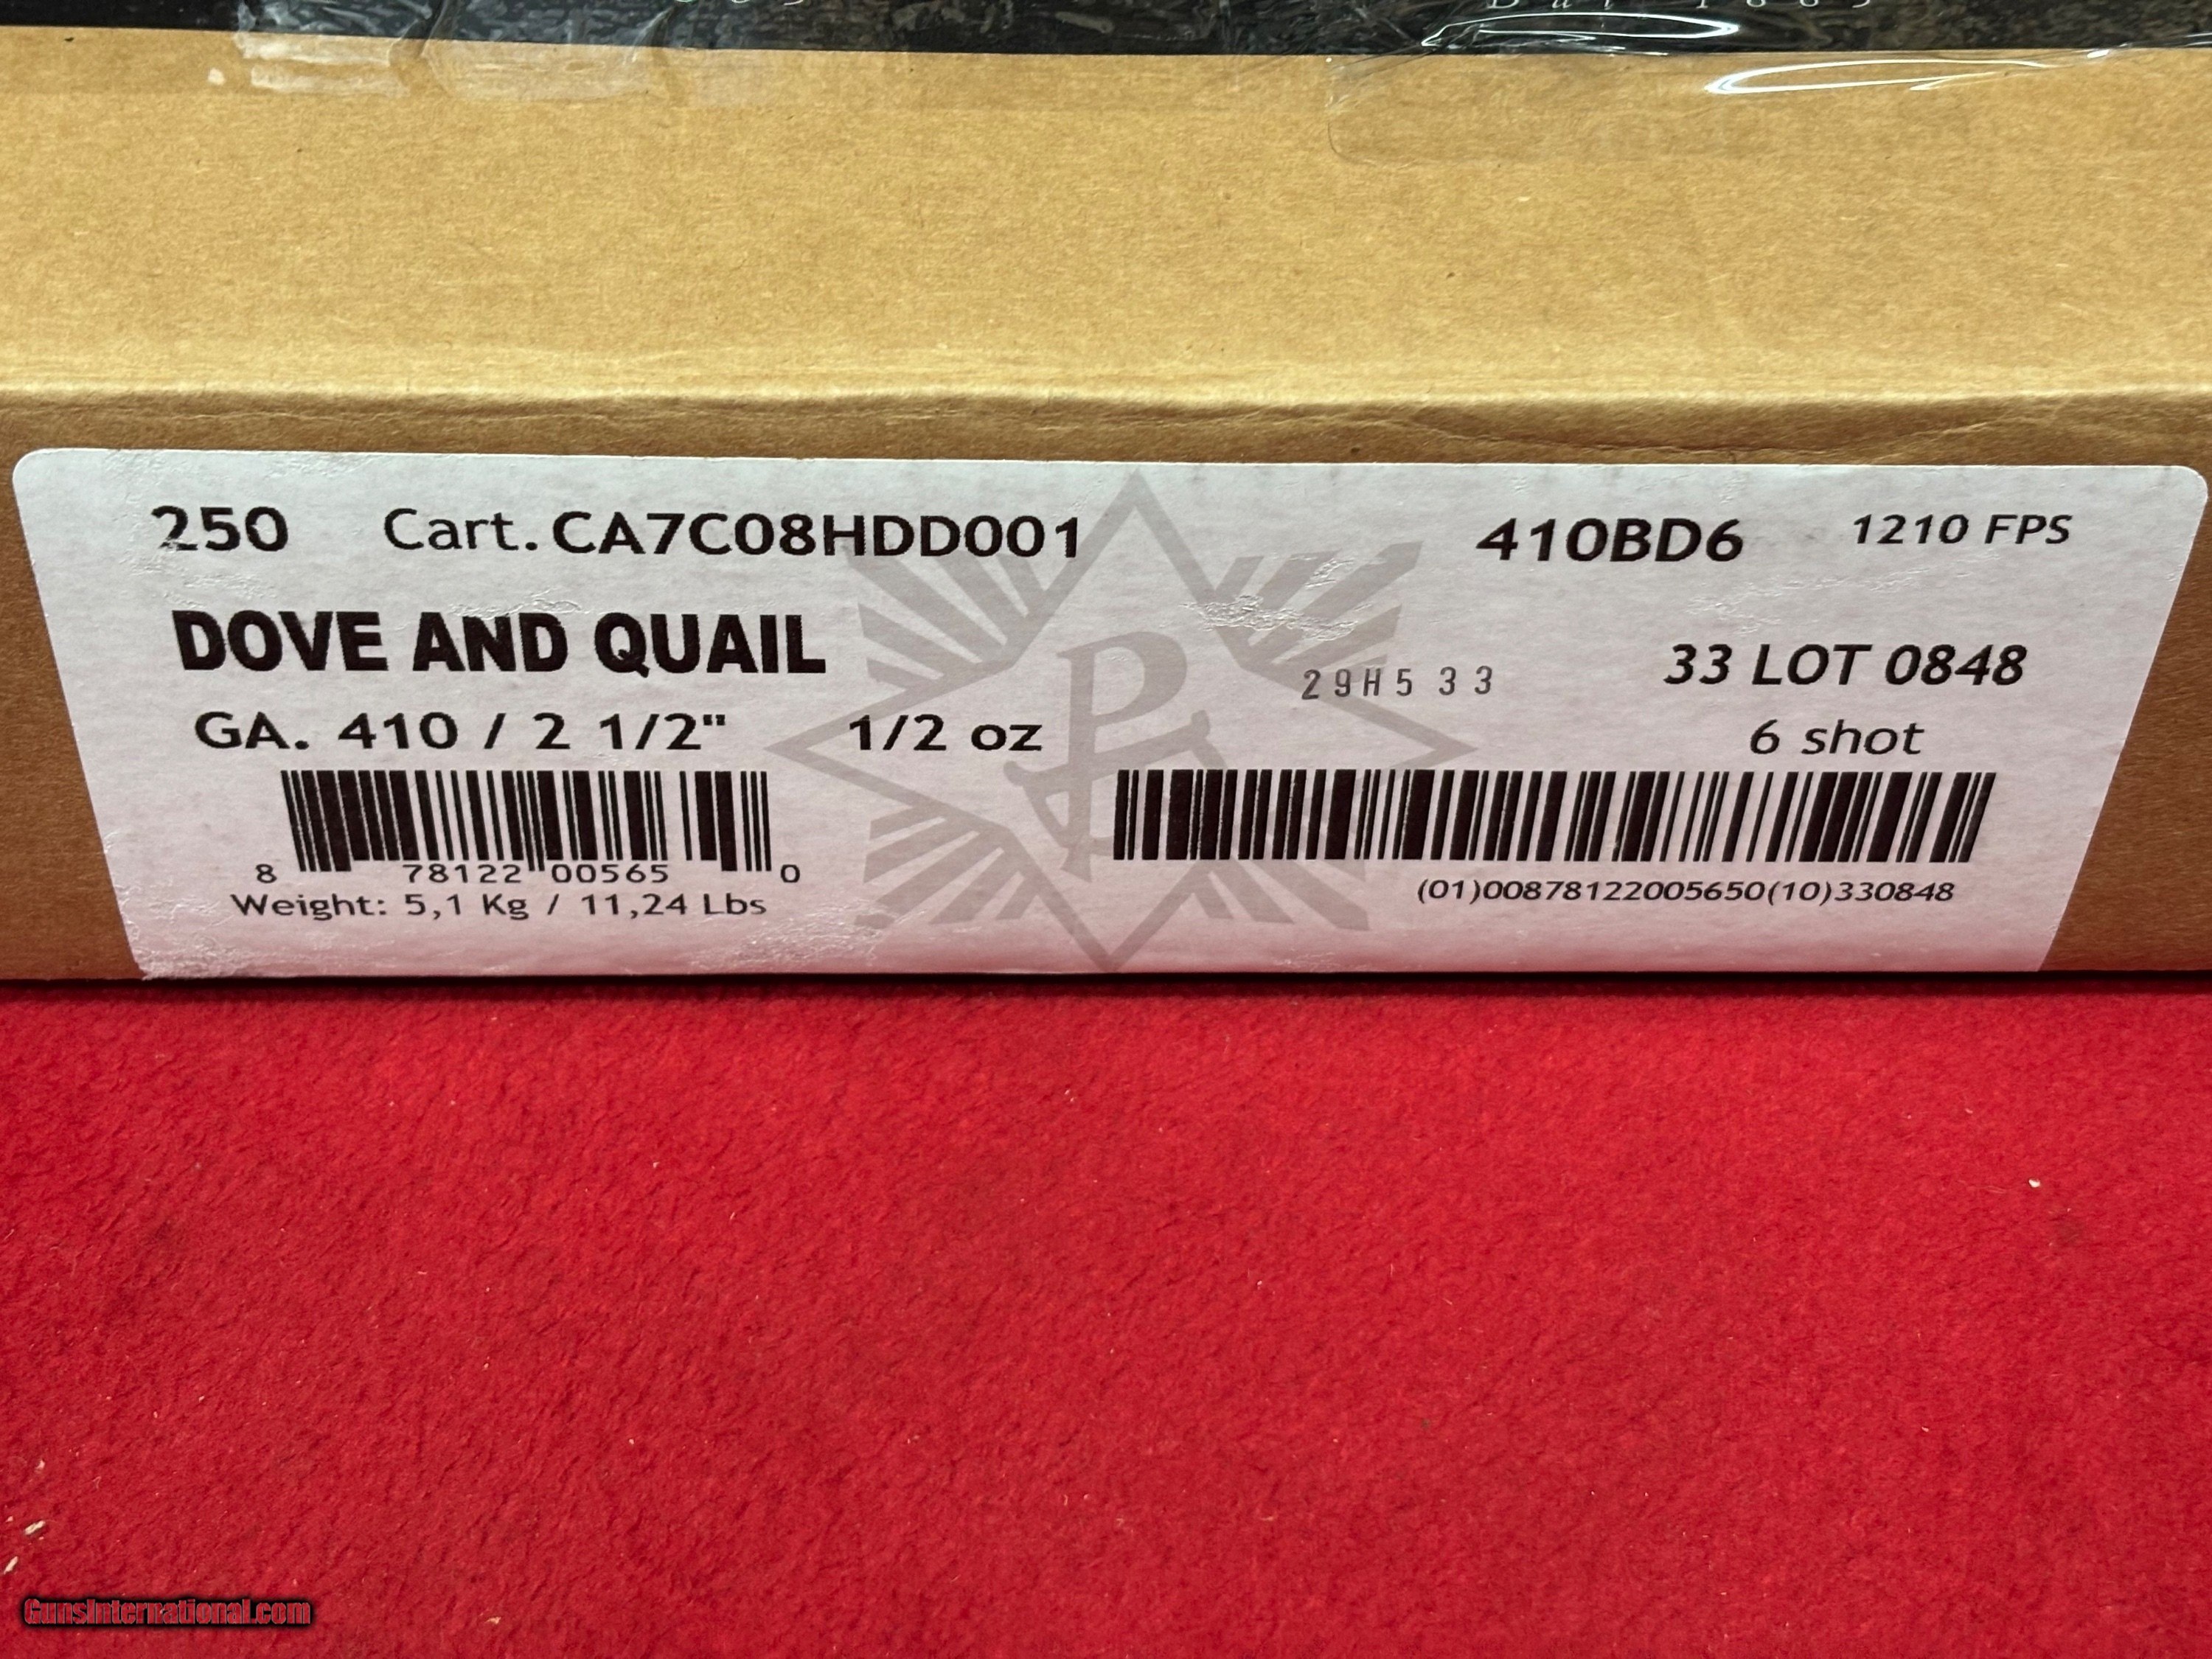 250 Cart. CA7C08HDD001 410BD6 1210 FPS
DOVE AND QUAIL
29H5 33 33 LOT 0848
GA. 410 / 2 1/2" 1/2 oz 6 shot
8 78122 00565 0
(01)00878122005650(10)330848
Weight: 5,1 Kg / 11,24 Lbs
GunsInternational.com